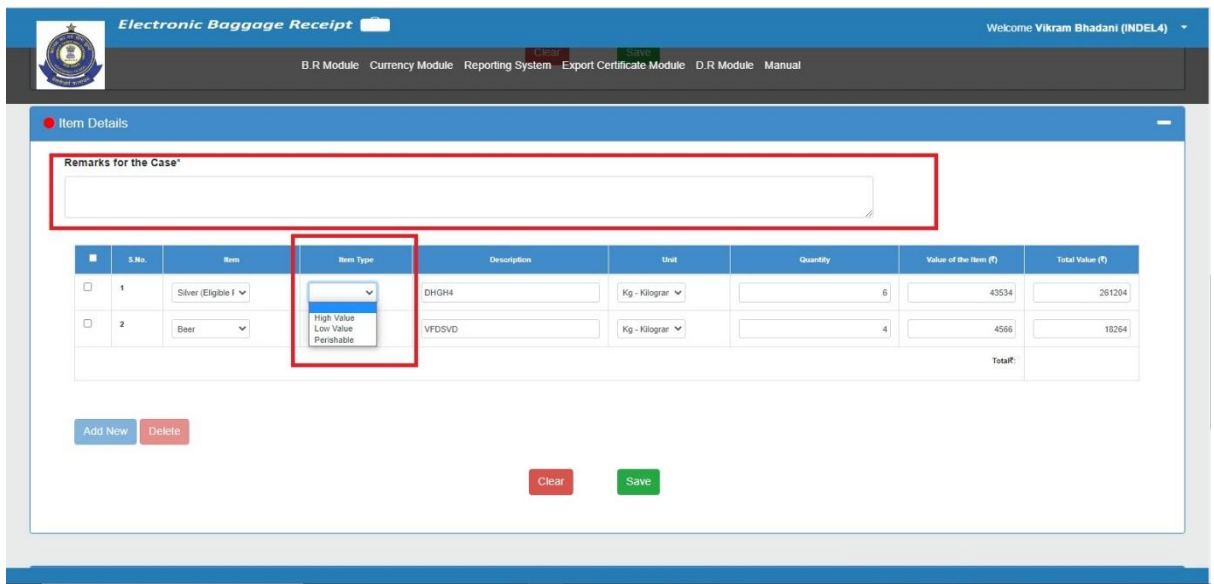 Electronic Baggage Receipt
Welcome Vikram Bhadani (INDEL4)
Clear Save
B.R Module Currency Module Reporting System Export Certificate Module D.R Module Manual
Item Details
Remarks for the Case*
S.No. Item Item Type Description Unit Quantity Value of the Item (₹) Total Value (₹)
1 Silver (Eligible DHGH4 Kg - Kilogram 6 43534 261204
High Value
Low Value
Perishable
2 Beer VFDSVD Kg - Kilogram 4 4566 18264
Total₹:
Add New Delete
Clear Save